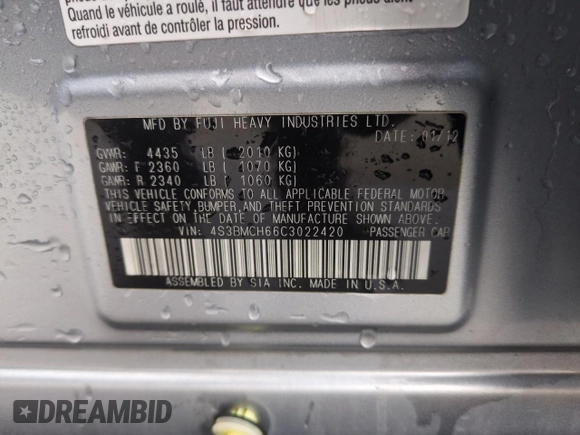 Quand le véhicule a roulé, il faut attendre que les pneus aient
refroidi avant de contrôler la pression.
MFD BY FUJI HEAVY INDUSTRIES LTD.
DATE: 01/12
GVWR: 4435 LB ( 2010 KG)
GAWR: F 2360 LB ( 1070 KG)
GAWR: R 2340 LB ( 1060 KG)
THIS VEHICLE CONFORMS TO ALL APPLICABLE FEDERAL MOTOR
VEHICLE SAFETY,BUMPER,AND THEFT PREVENTION STANDARDS
IN EFFECT ON THE DATE OF MANUFACTURE SHOWN ABOVE.
VIN: 4S3BMCH66C3022420 PASSENGER CAR
ASSEMBLED BY SIA INC. MADE IN U.S.A.
DREAMBID